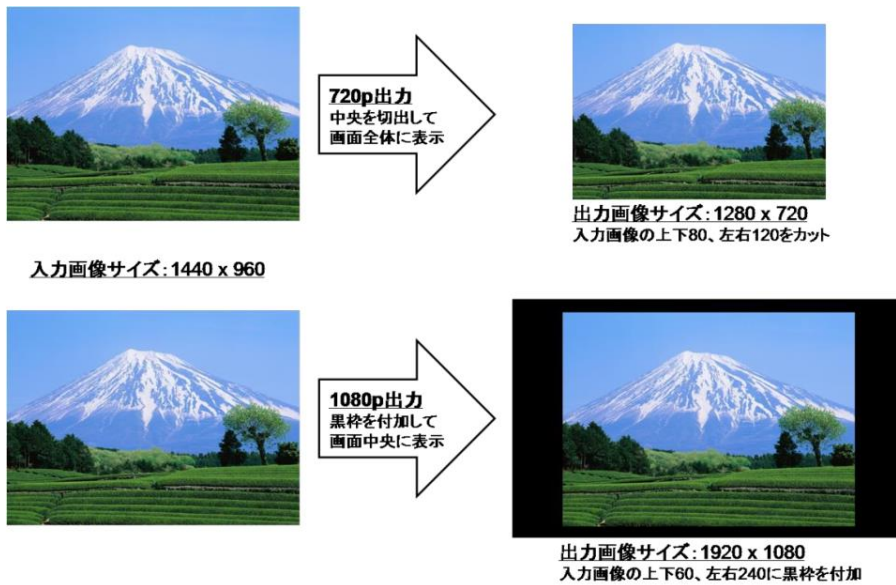 720p出力
中央を切出して
画面全体に表示
出力画像サイズ：1280 x 720
入力画像の上下80、左右120をカット
入力画像サイズ：1440 x 960
1080p出力
黒枠を付加して
画面中央に表示
出力画像サイズ：1920 x 1080
入力画像の上下60、左右240に黒枠を付加